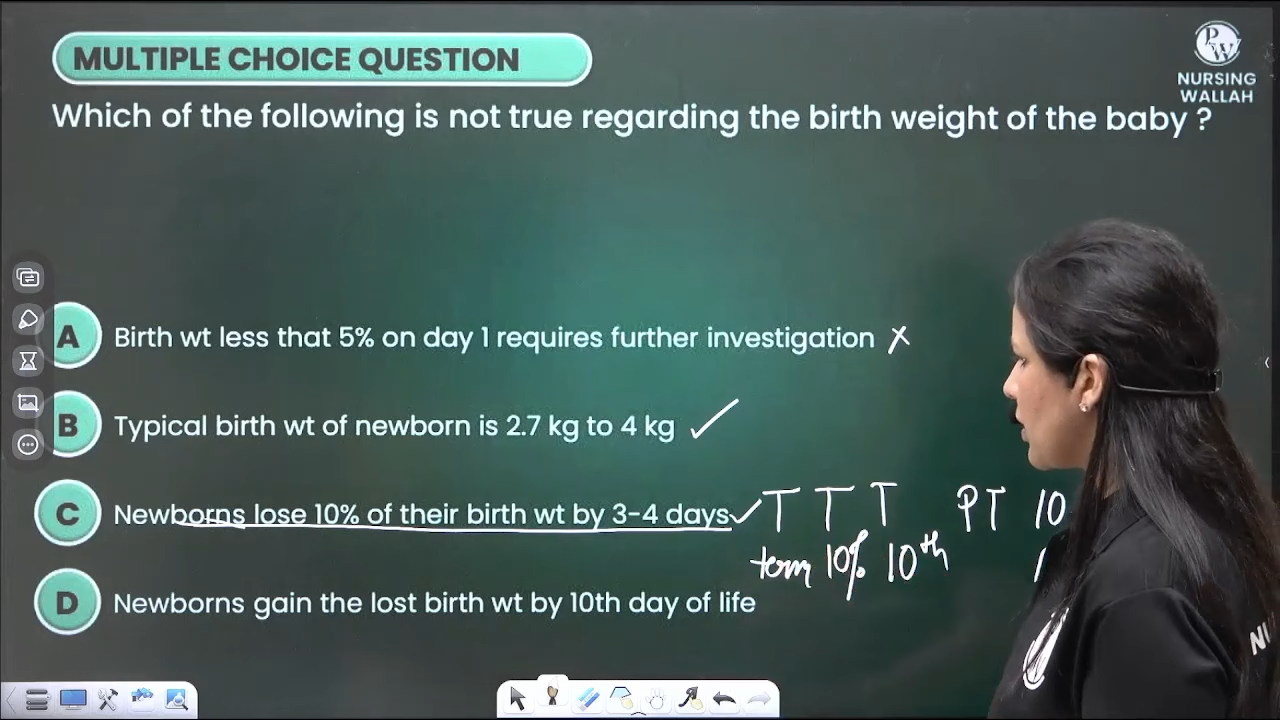 MULTIPLE CHOICE QUESTION
PW
NURSING
WALLAH
Which of the following is not true regarding the birth weight of the baby ?
A Birth wt less that 5% on day 1 requires further investigation ×
B Typical birth wt of newborn is 2.7 kg to 4 kg ✓
C Newborns lose 10% of their birth wt by 3-4 days ✓ T T T PT 10
term 10% 10th
D Newborns gain the lost birth wt by 10th day of life